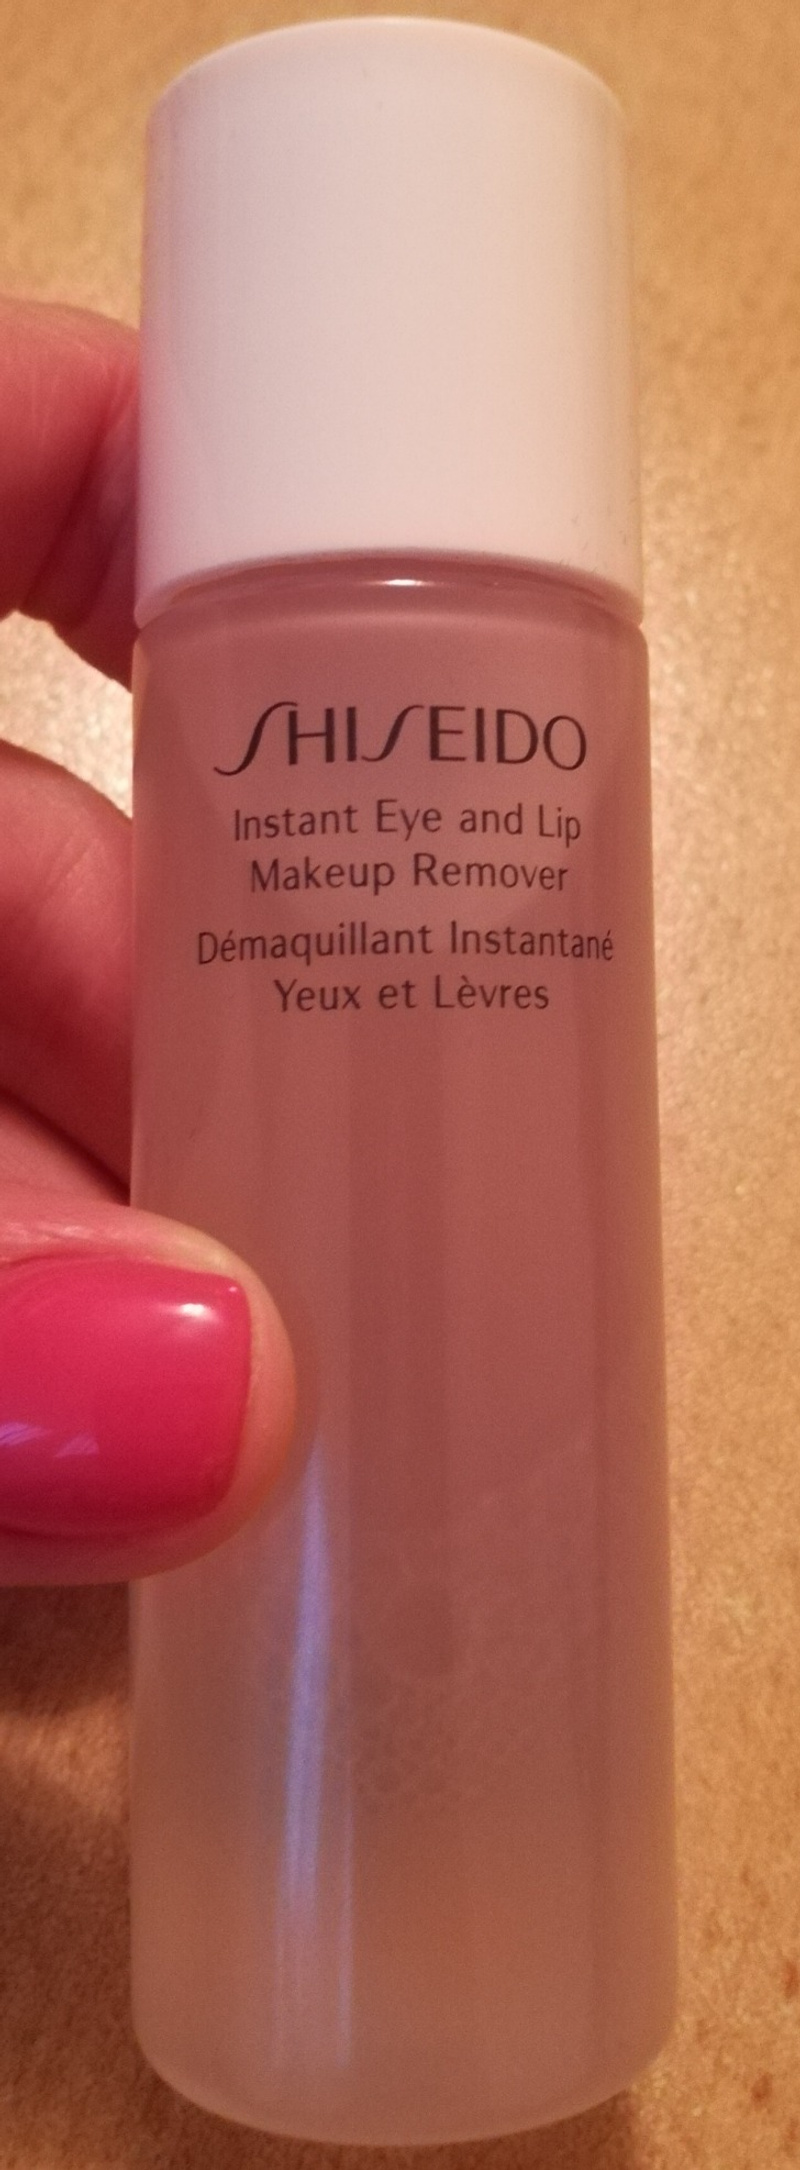 SHISEIDO
Instant Eye and Lip
Makeup Remover
Démaquillant Instantané
Yeux et Lèvres